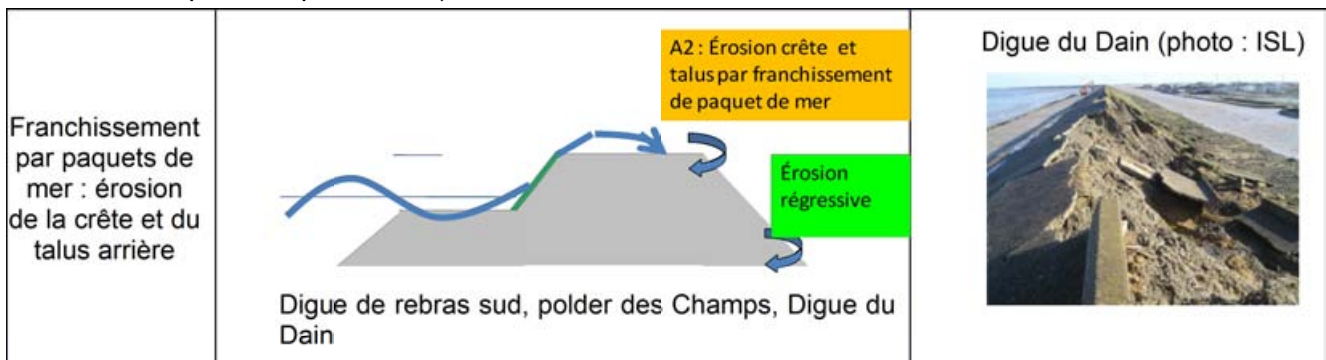 Franchissement
par paquets de
mer : érosion
de la crête et du
talus arrière
A2 : Érosion crête et
talus par franchissement
de paquet de mer
Érosion
régressive
Digue de rebras sud, polder des Champs, Digue du
Dain
Digue du Dain (photo : ISL)